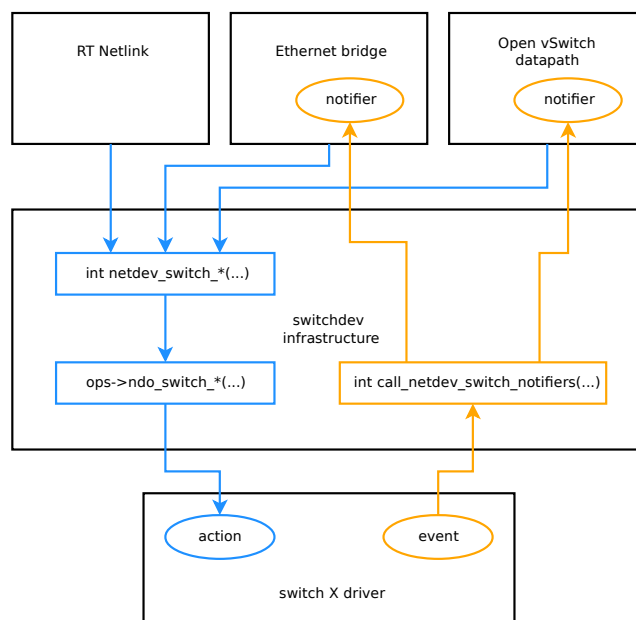 RT Netlink
Ethernet bridge
Open vSwitch
datapath
notifier
notifier
int netdev_switch_*(...)
switchdev
infrastructure
ops->ndo_switch_*(...)
int call_netdev_switch_notifiers(...)
action
event
switch X driver